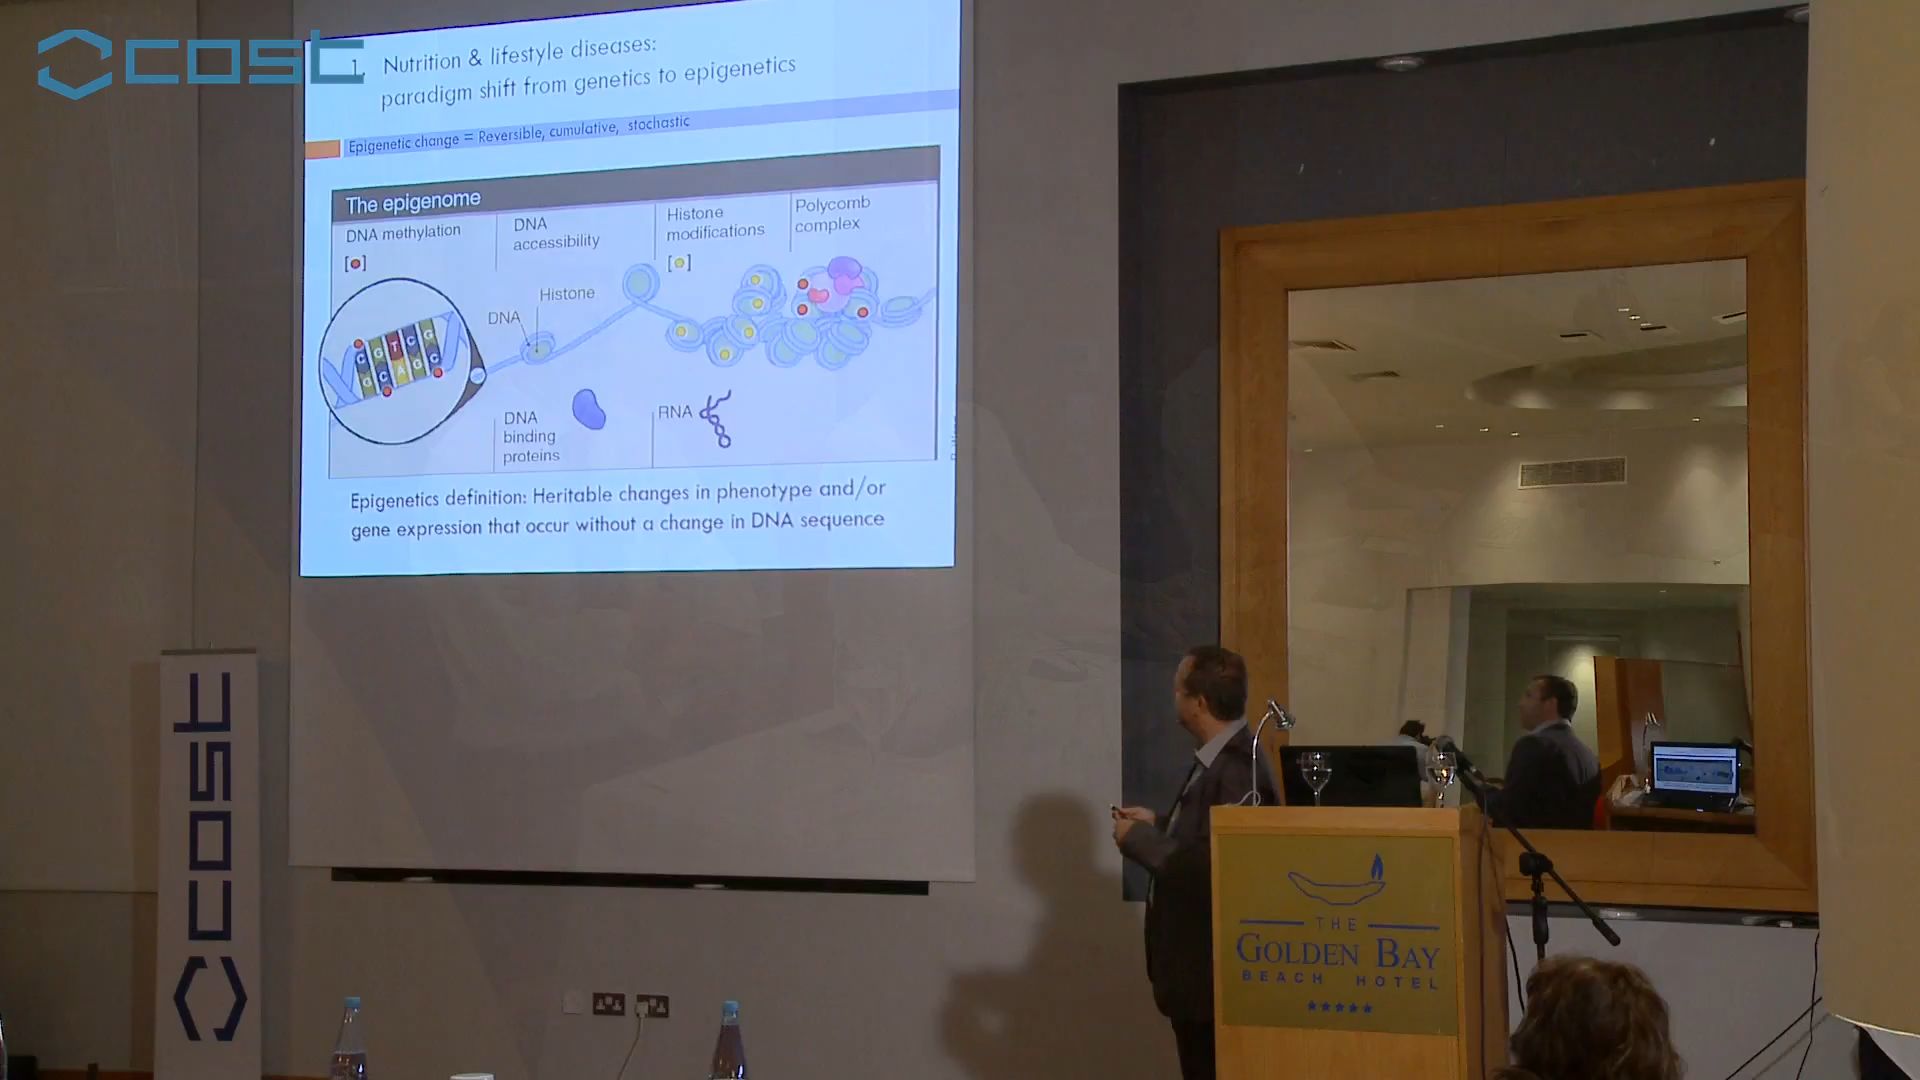 cost
1. Nutrition & lifestyle diseases:
paradigm shift from genetics to epigenetics
Epigenetic change = Reversible, cumulative, stochastic
The epigenome
DNA methylation
[ ]
DNA
accessibility
Histone
modifications
[ ]
Polycomb
complex
Histone
DNA
C G T C G
G C A G C
DNA
binding
proteins
RNA
Epigenetics definition: Heritable changes in phenotype and/or
gene expression that occur without a change in DNA sequence
cost
THE
GOLDEN BAY
BEACH HOTEL
★★★★★